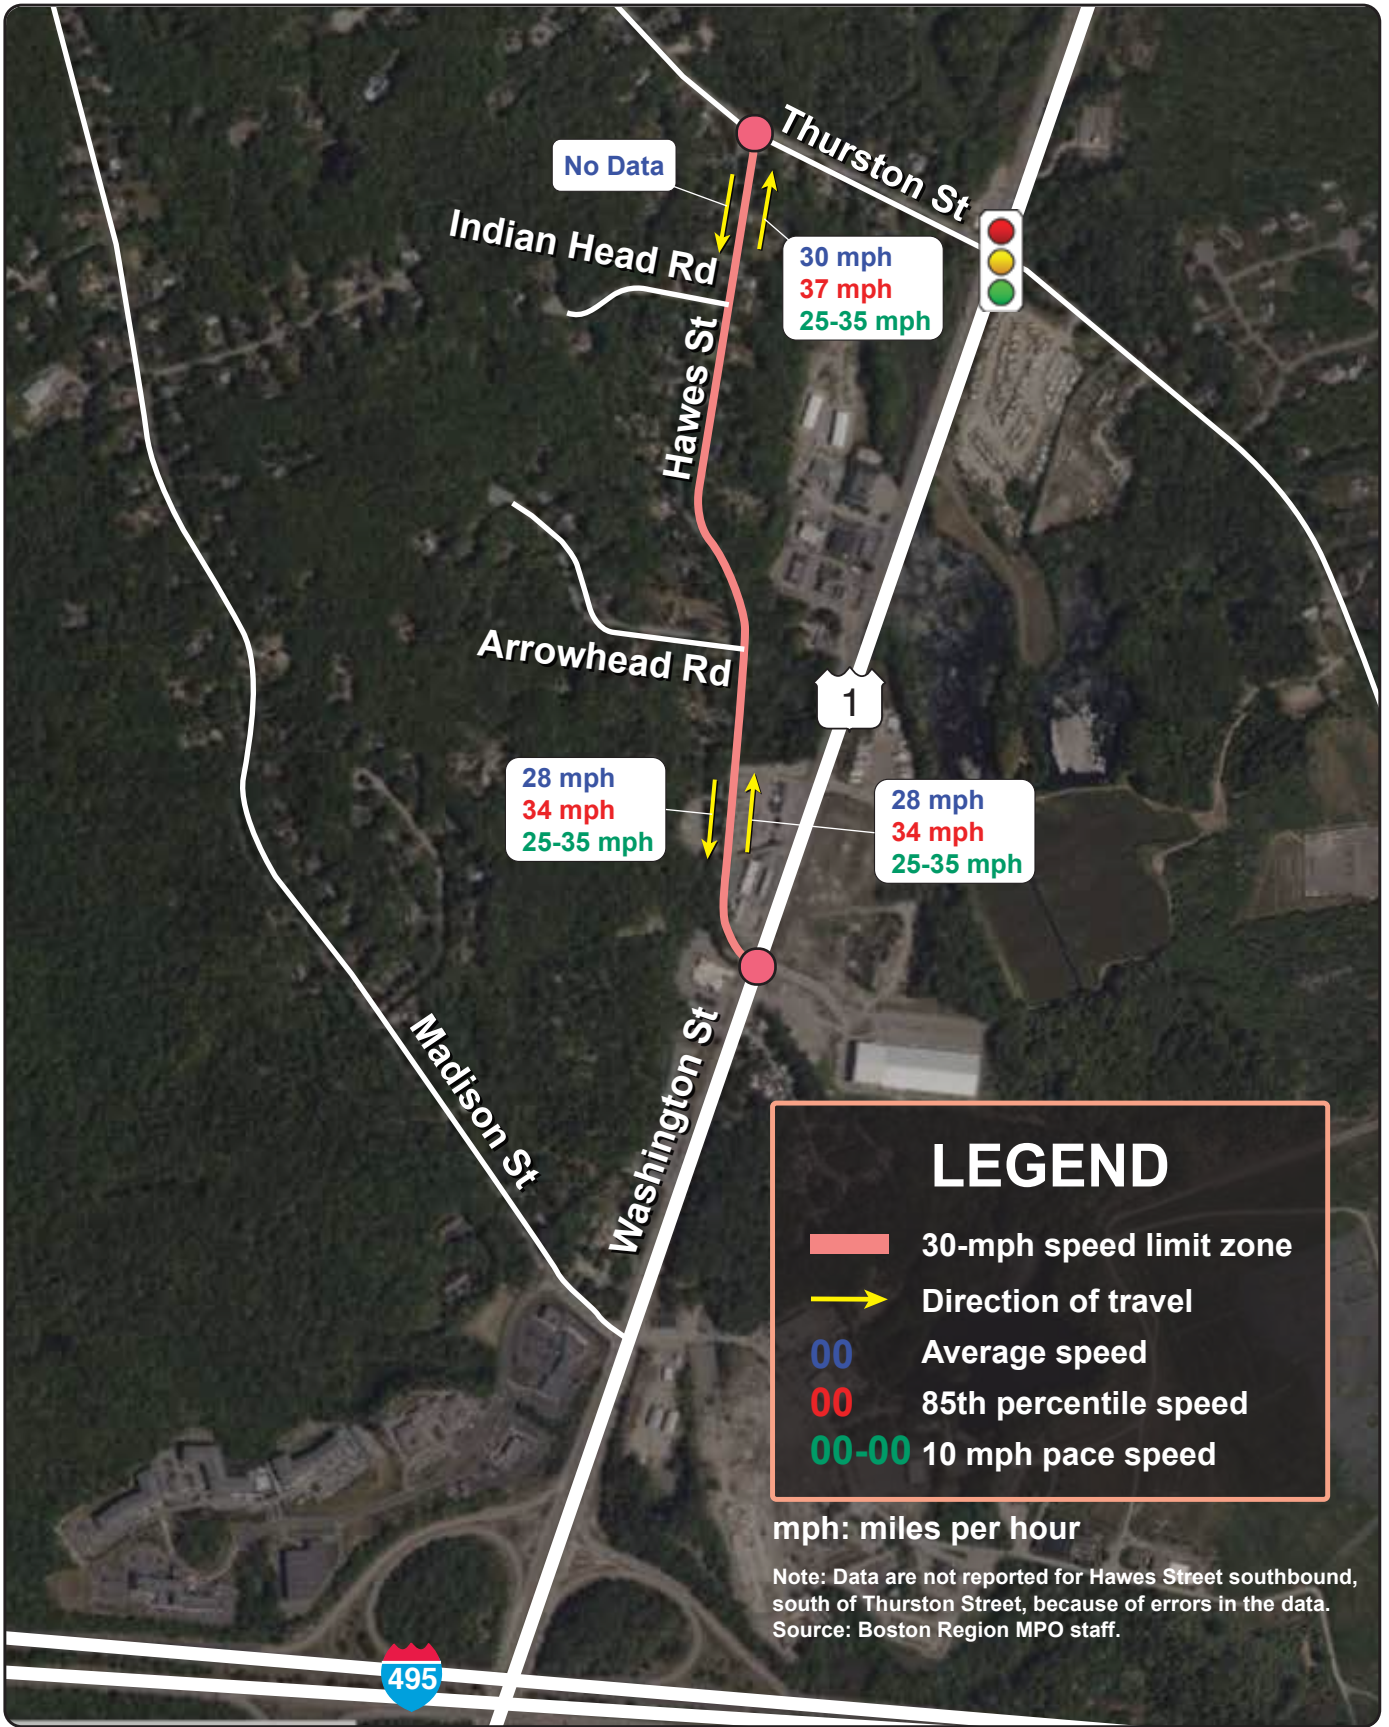 Thurston St
No Data
Indian Head Rd
30 mph
37 mph
25-35 mph
Hawes St
Arrowhead Rd
1
28 mph
34 mph
25-35 mph
28 mph
34 mph
25-35 mph
Madison St
Washington St
LEGEND
30-mph speed limit zone
Direction of travel
00 Average speed
00 85th percentile speed
00-00 10 mph pace speed
mph: miles per hour
Note: Data are not reported for Hawes Street southbound,
south of Thurston Street, because of errors in the data.
Source: Boston Region MPO staff.
495